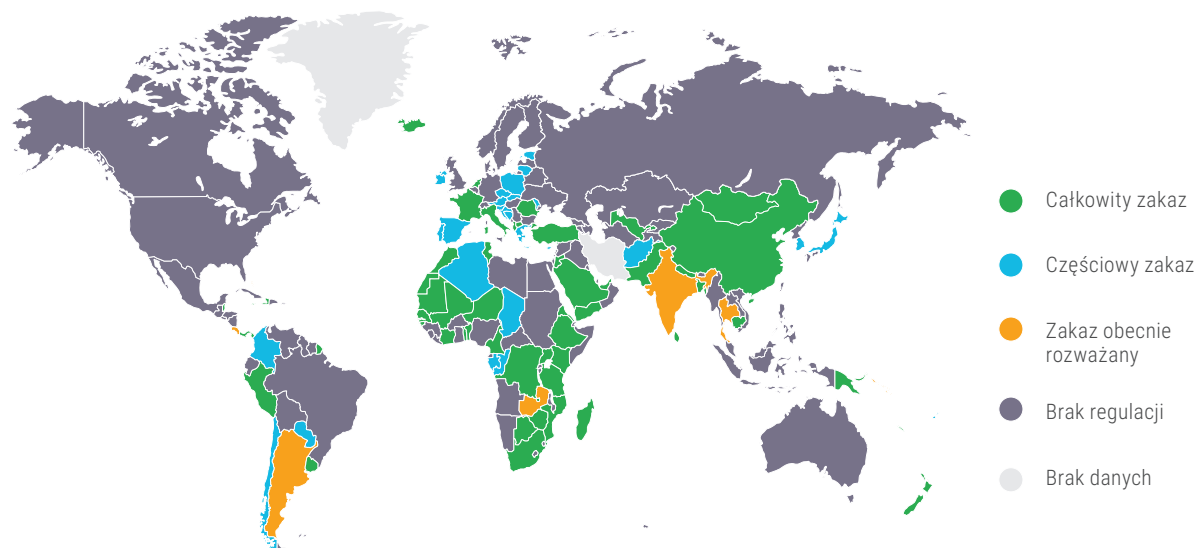 Całkowity zakaz
Częściowy zakaz
Zakaz obecnie
rozważany
Brak regulacji
Brak danych